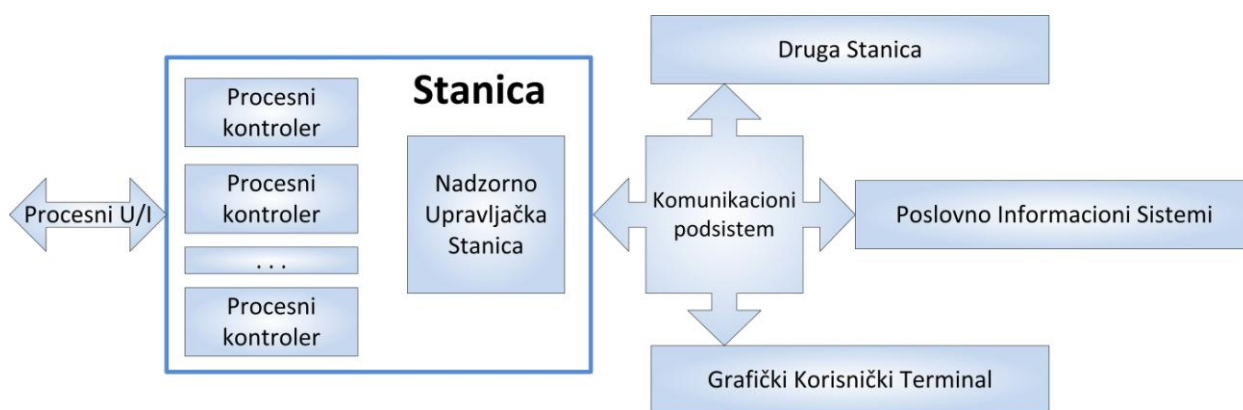 Procesni U/I
Stanica
Procesni
kontroler
Procesni
kontroler
. . .
Procesni
kontroler
Nadzorno
Upravljačka
Stanica
Komunikacioni
podsistem
Druga Stanica
Poslovno Informacioni Sistemi
Grafički Korisnički Terminal